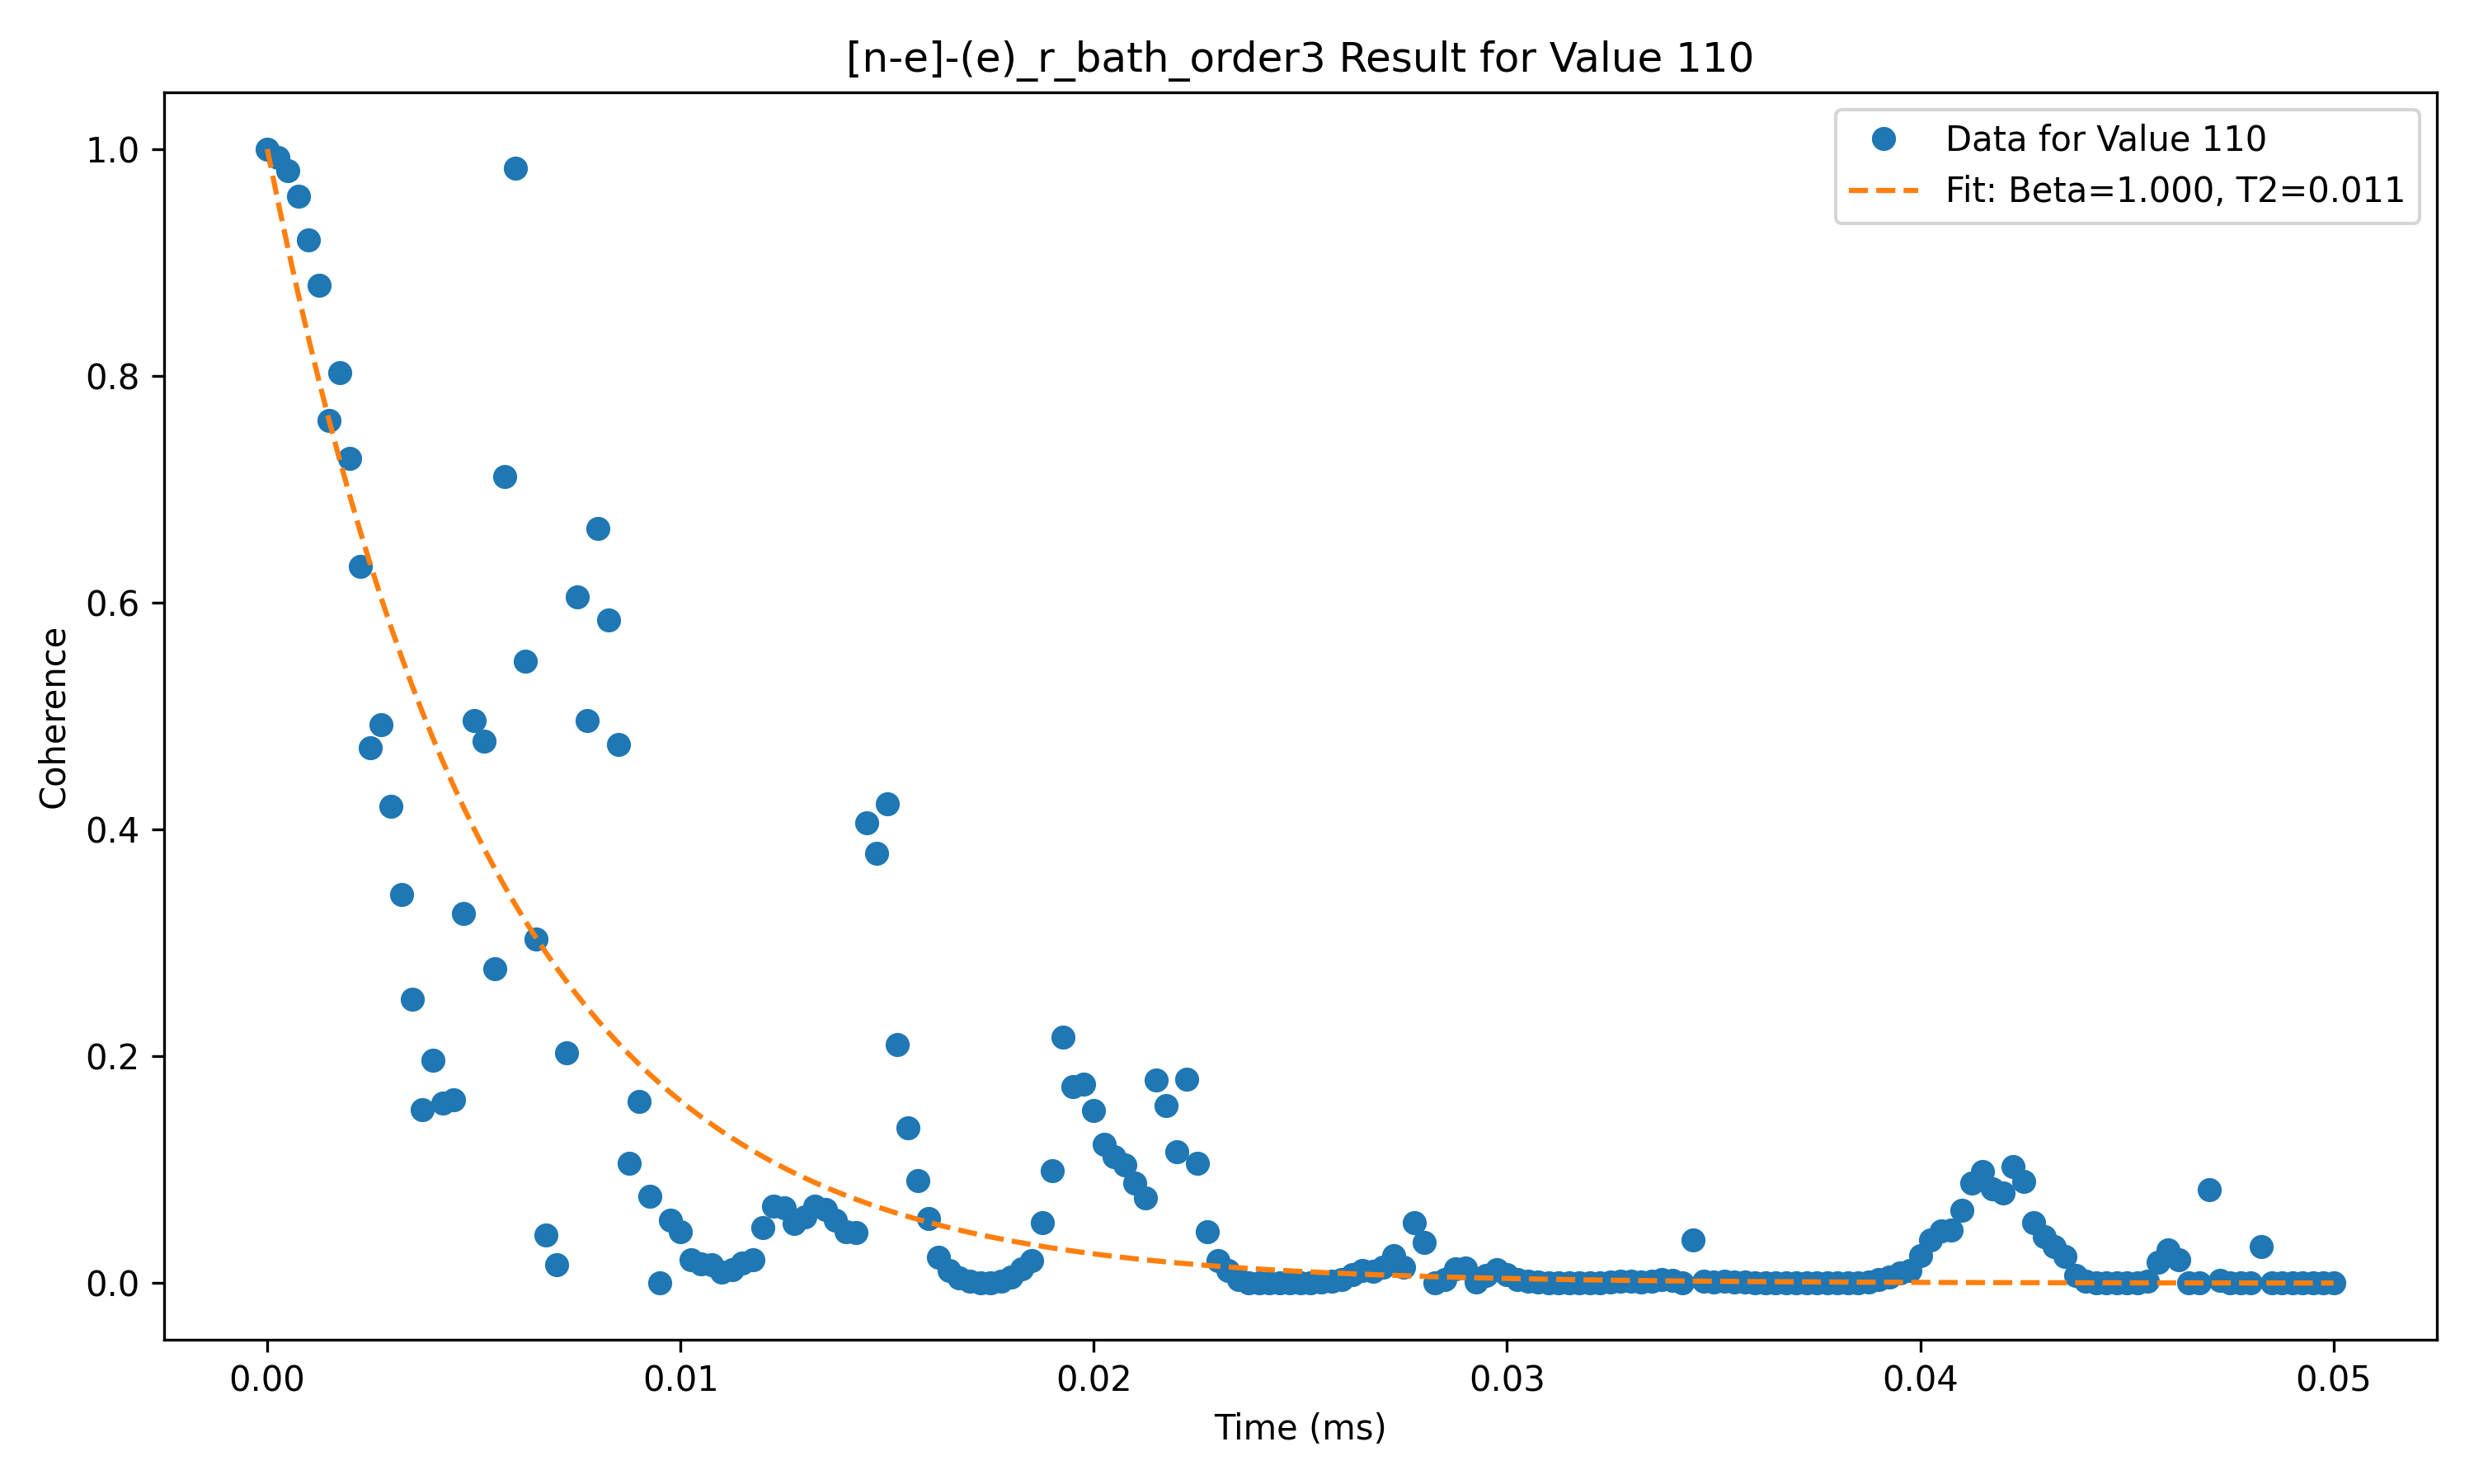 [n-e]-(e)_r_bath_order3 Result for Value 110
Data for Value 110
Fit: Beta=1.000, T2=0.011
1.0
0.8
0.6
0.4
0.2
0.0
Coherence
0.00 0.01 0.02 0.03 0.04 0.05
Time (ms)